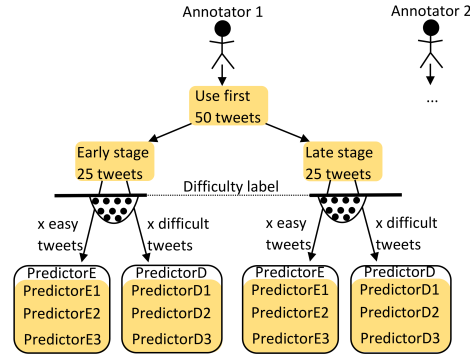 Annotator 1
Annotator 2
...
Use first
50 tweets
Early stage
25 tweets
Late stage
25 tweets
Difficulty label
x easy
tweets
x difficult
tweets
x easy
tweets
x difficult
tweets
PredictorE
PredictorE1
PredictorE2
PredictorE3
PredictorD
PredictorD1
PredictorD2
PredictorD3
PredictorE
PredictorE1
PredictorE2
PredictorE3
PredictorD
PredictorD1
PredictorD2
PredictorD3